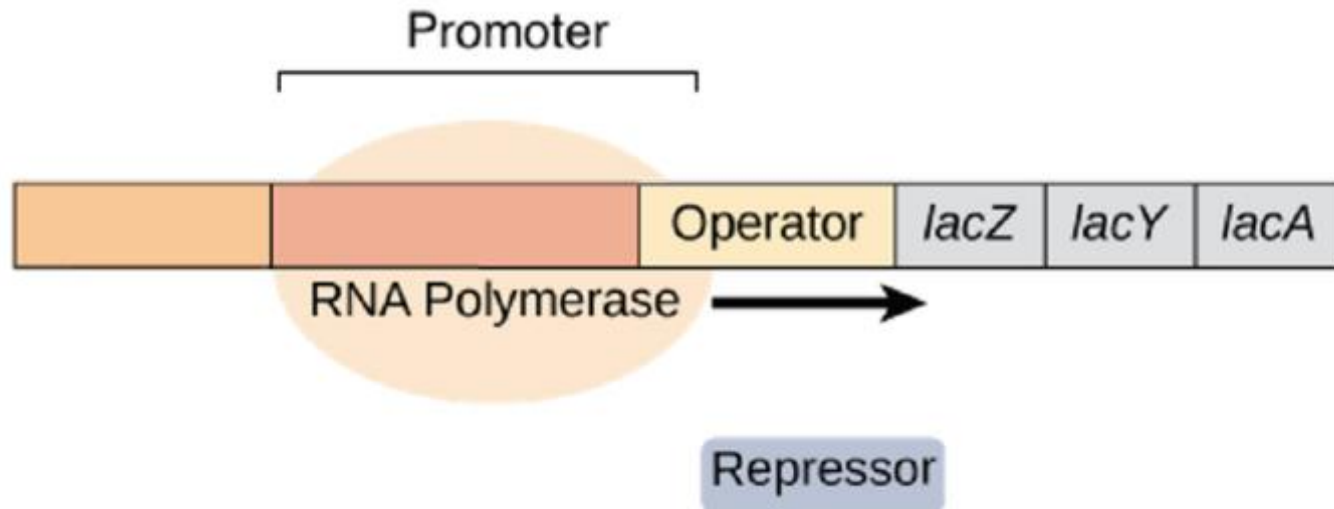 Promoter
Operator lacZ lacY lacA
RNA Polymerase
Repressor